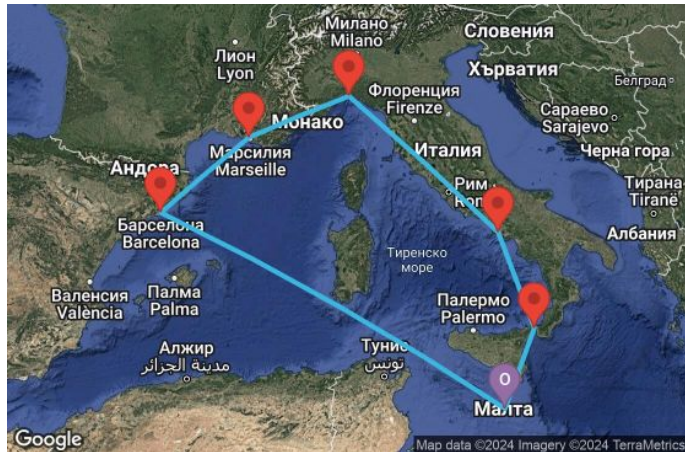 Милано
Milano
Словения
Лион
Lyon
Хърватия
Белград
Флоренция
Firenze
Сараево
Sarajevo
Монако
Марсилия
Marseille
Италия
Черна гора
Андора
Тирана
Tiranë
Рим
Барселона
Barcelona
Албания
Тиренско
море
Валенсия
València
Палма
Palma
Палермо
Palermo
Алжир
مدينة الجزائر
Тунис
تونس
O
Малта
Google
Map data ©2024 Imagery ©2024 TerraMetrics